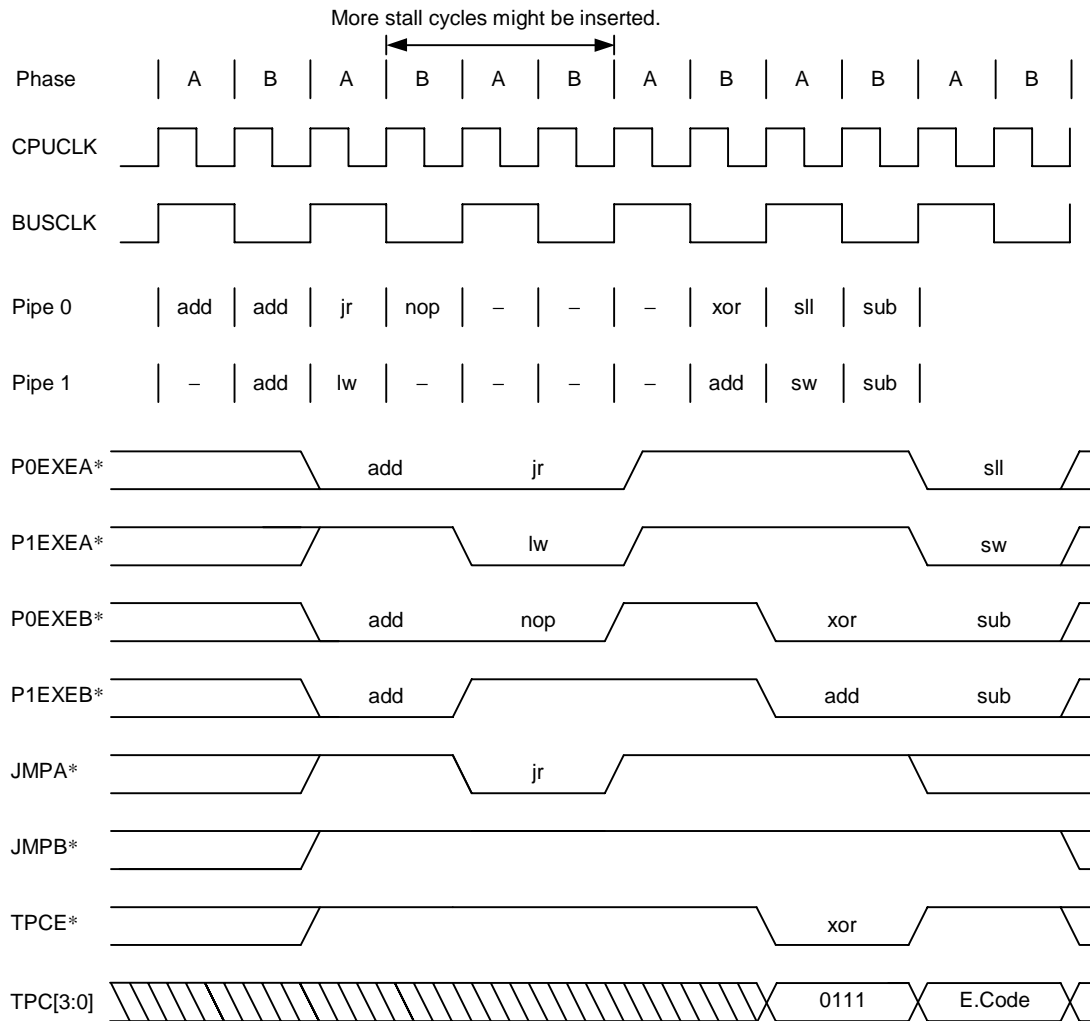 More stall cycles might be inserted.
Phase A B A B A B A B A B A B
CPUCLK
BUSCLK
Pipe 0 add add jr nop – – – xor sll sub
Pipe 1 – add lw – – – – add sw sub
P0EXEA* add jr sll
P1EXEA* lw sw
P0EXEB* add nop xor sub
P1EXEB* add add sub
JMPA* jr
JMPB*
TPCE* xor
TPC[3:0] 0111 E.Code